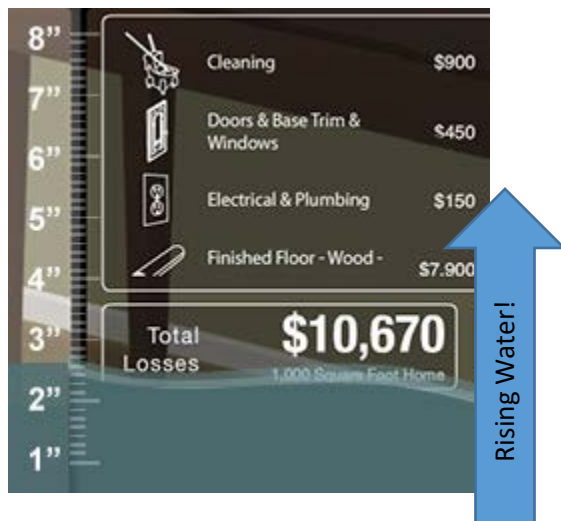 8”
Cleaning $900
7”
Doors & Base Trim &
Windows $450
6”
Electrical & Plumbing $150
5”
Finished Floor - Wood - $7.900
4”
3”
Total
Losses
$10,670
1,000 Square Foot Home
2”
1”
Rising Water!